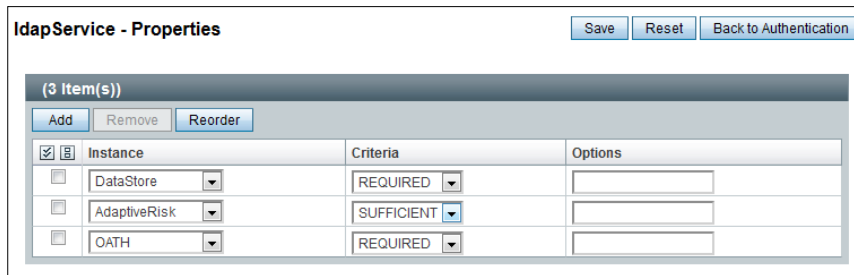 ldapService - Properties
Save Reset Back to Authentication
(3 Item(s))
Add Remove Reorder
Instance Criteria Options
DataStore REQUIRED
AdaptiveRisk SUFFICIENT
OATH REQUIRED